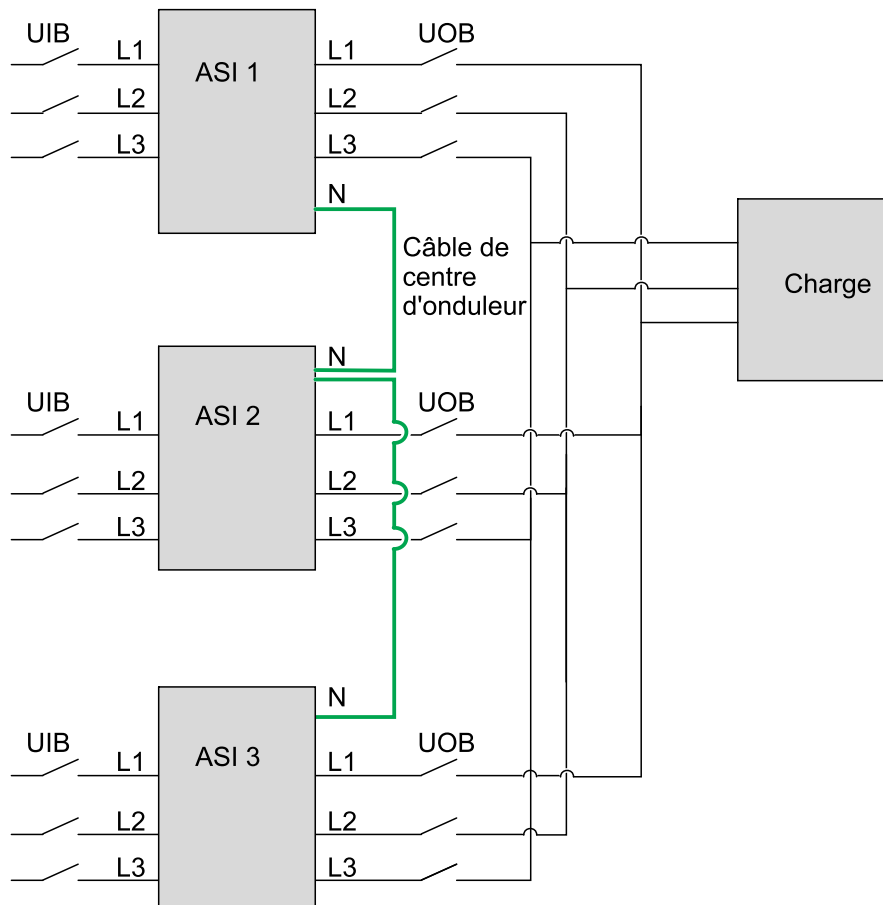 UIB
L1
ASI 1
L1
UOB
L2
L2
L3
L3
N
Câble de
centre
d'onduleur
Charge
N
UIB
L1
ASI 2
L1
UOB
L2
L2
L3
L3
N
UIB
L1
ASI 3
L1
UOB
L2
L2
L3
L3